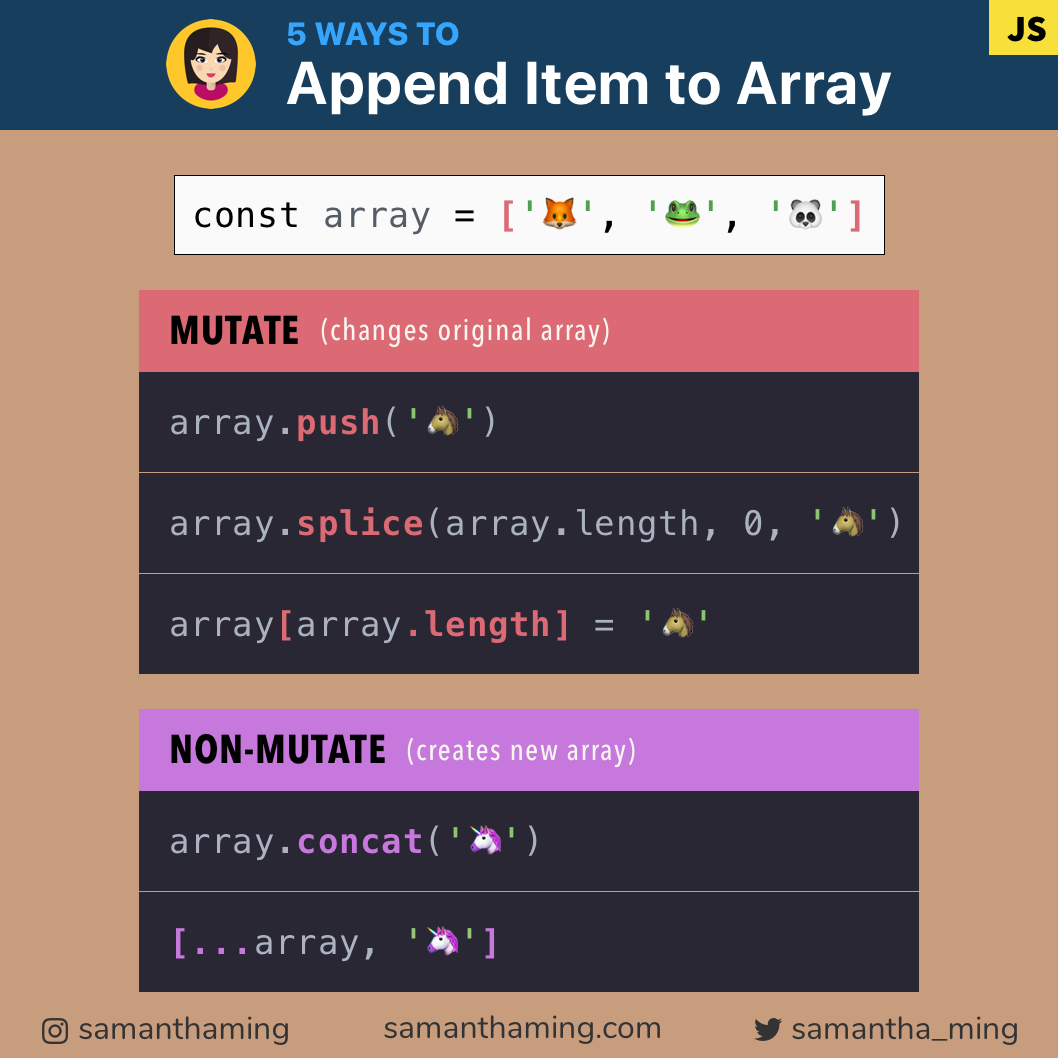 5 WAYS TO
Append Item to Array
JS
const array = ['🦊', '🐸', '🐼']
MUTATE (changes original array)
array.push('🐴')
array.splice(array.length, 0, '🐴')
array[array.length] = '🐴'
NON-MUTATE (creates new array)
array.concat('🦄')
[...array, '🦄']
samanthaming
samanthaming.com
samantha_ming